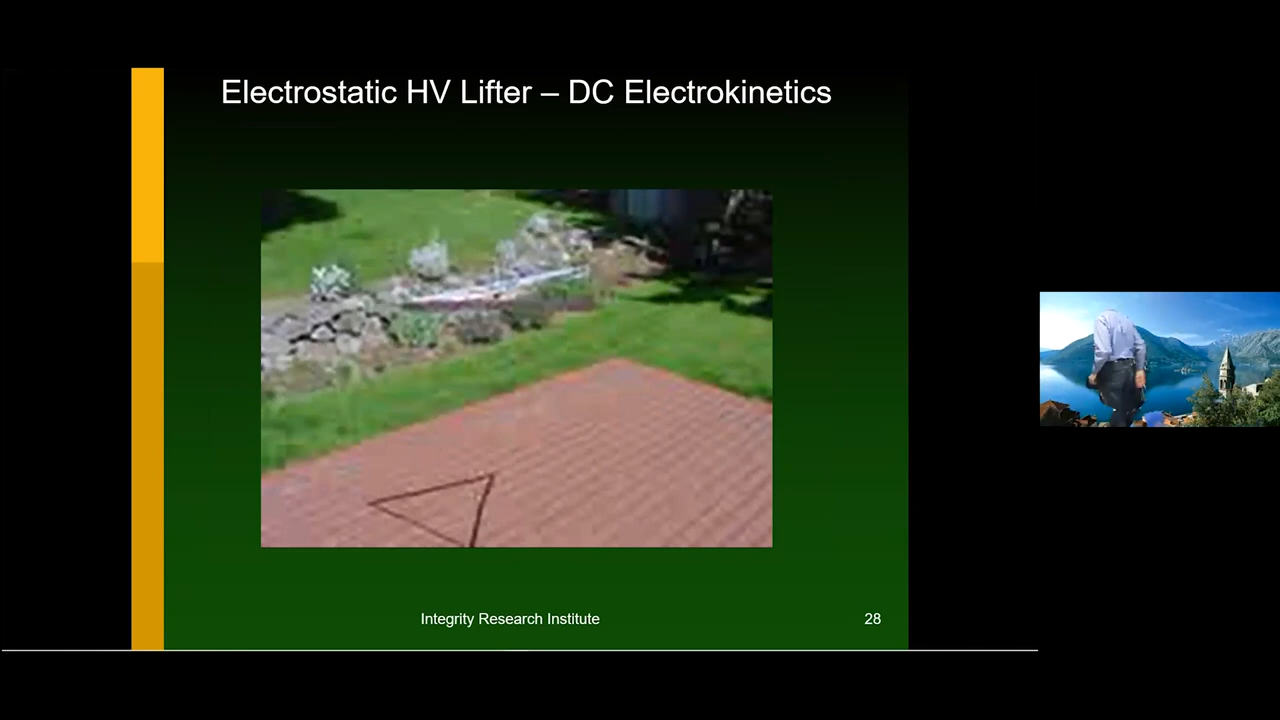 Electrostatic HV Lifter – DC Electrokinetics
Integrity Research Institute
28